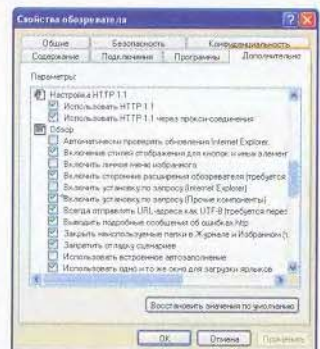 Свойства обозревателя
Общие Безопасность Конфиденциальность
Содержание Подключения Программы Дополнительно
Параметры:
Настройка HTTP 1.1
Использовать HTTP 1.1
Использовать HTTP 1.1 через прокси-соединения
Обзор
Автоматически проверять обновления Internet Explorer
Включение стилей отображения для кнопок и иных элемент
Включить личное меню избранного
Включить сторонние расширения обозревателя (требуется
Включить установку по запросу (Internet Explorer)
Включить установку по запросу (Прочие компоненты)
Всегда отправлять URL-адреса как UTF-8 (требуется перез
Выводить подробные сообщения об ошибках http
Закрыть неиспользуемые папки в Журнале и Избранном (т
Запретить отладку сценариев
Использовать встроенное автозаполнение
Использовать одно и то же окно для загрузки ярлыков
Восстановить значения по умолчанию
OK Отмена Применить